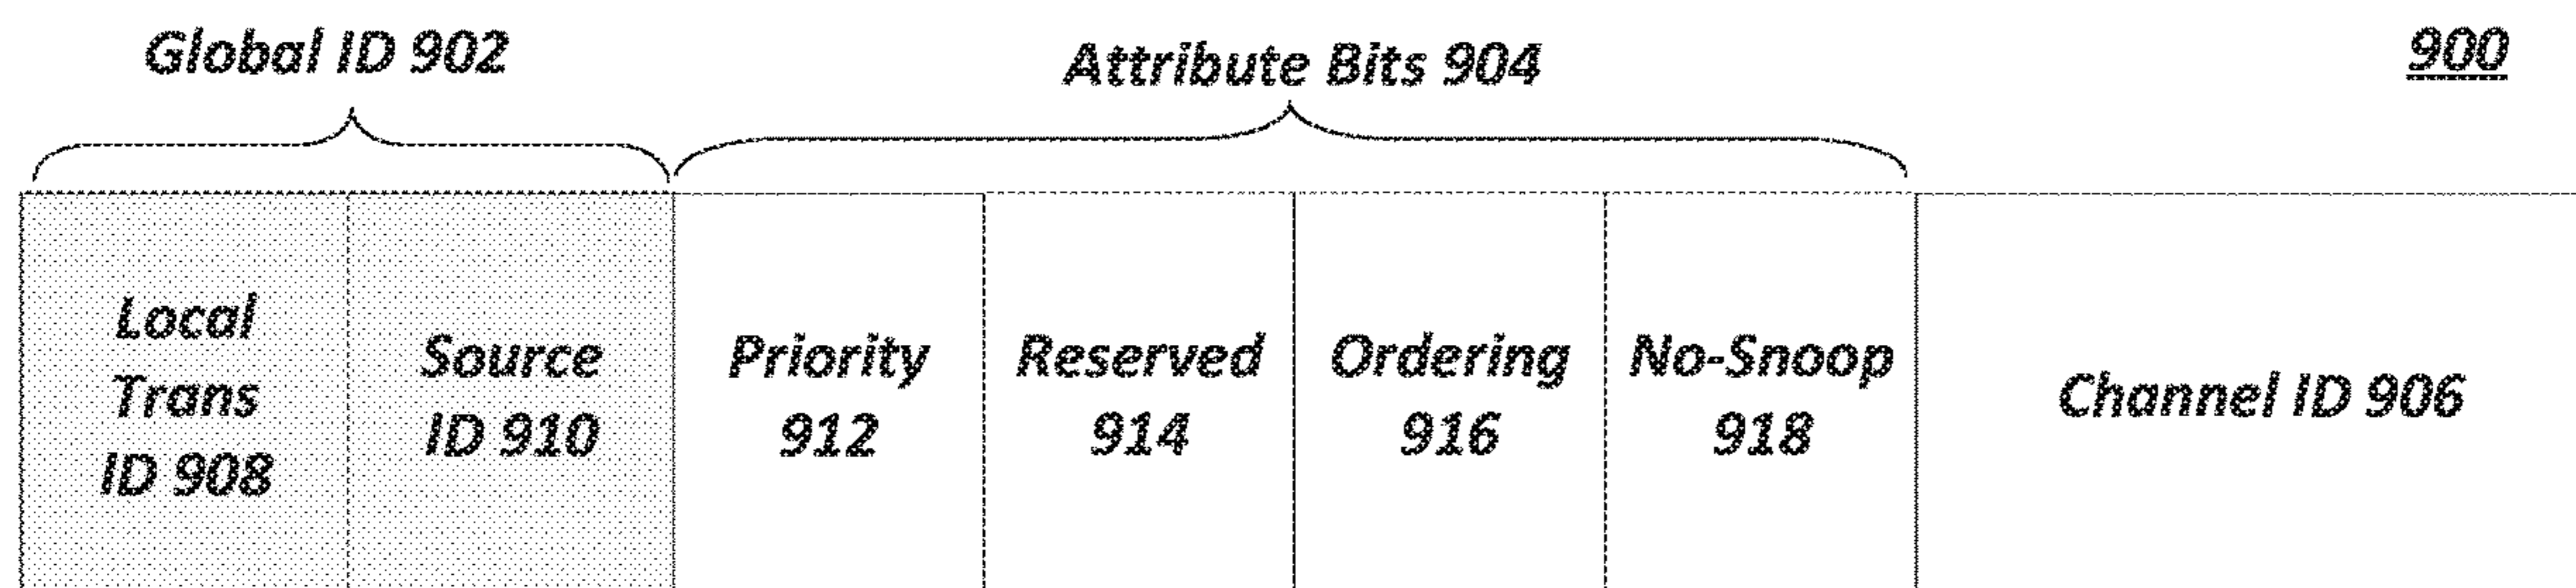 Global ID 902
Attribute Bits 904
900
Local
Trans
ID 908
Source
ID 910
Priority
912
Reserved
914
Ordering
916
No-Snoop
918
Channel ID 906